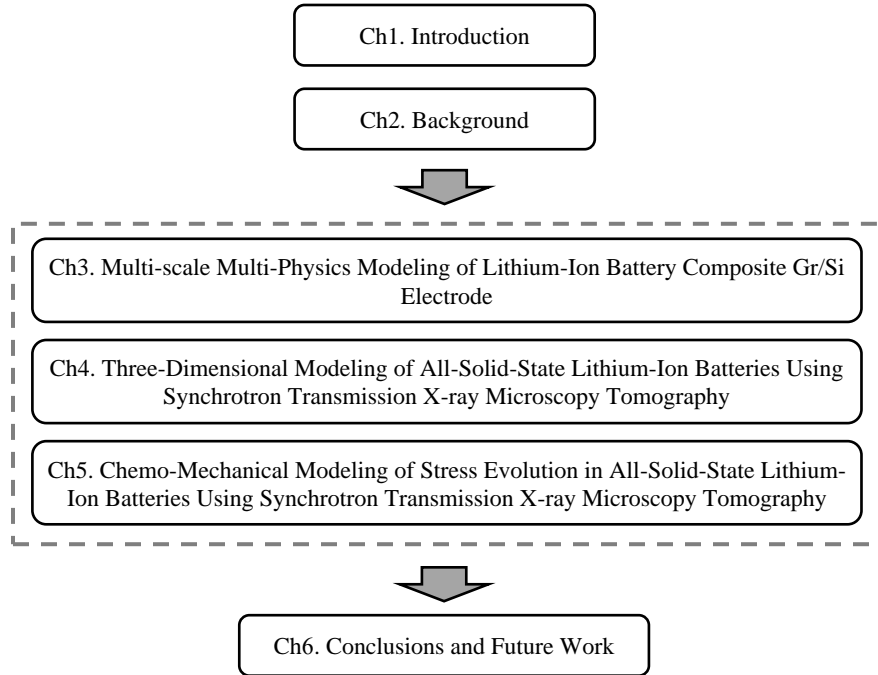 Ch1. Introduction
Ch2. Background
Ch3. Multi-scale Multi-Physics Modeling of Lithium-Ion Battery Composite Gr/Si
Electrode
Ch4. Three-Dimensional Modeling of All-Solid-State Lithium-Ion Batteries Using
Synchrotron Transmission X-ray Microscopy Tomography
Ch5. Chemo-Mechanical Modeling of Stress Evolution in All-Solid-State Lithium-
Ion Batteries Using Synchrotron Transmission X-ray Microscopy Tomography
Ch6. Conclusions and Future Work